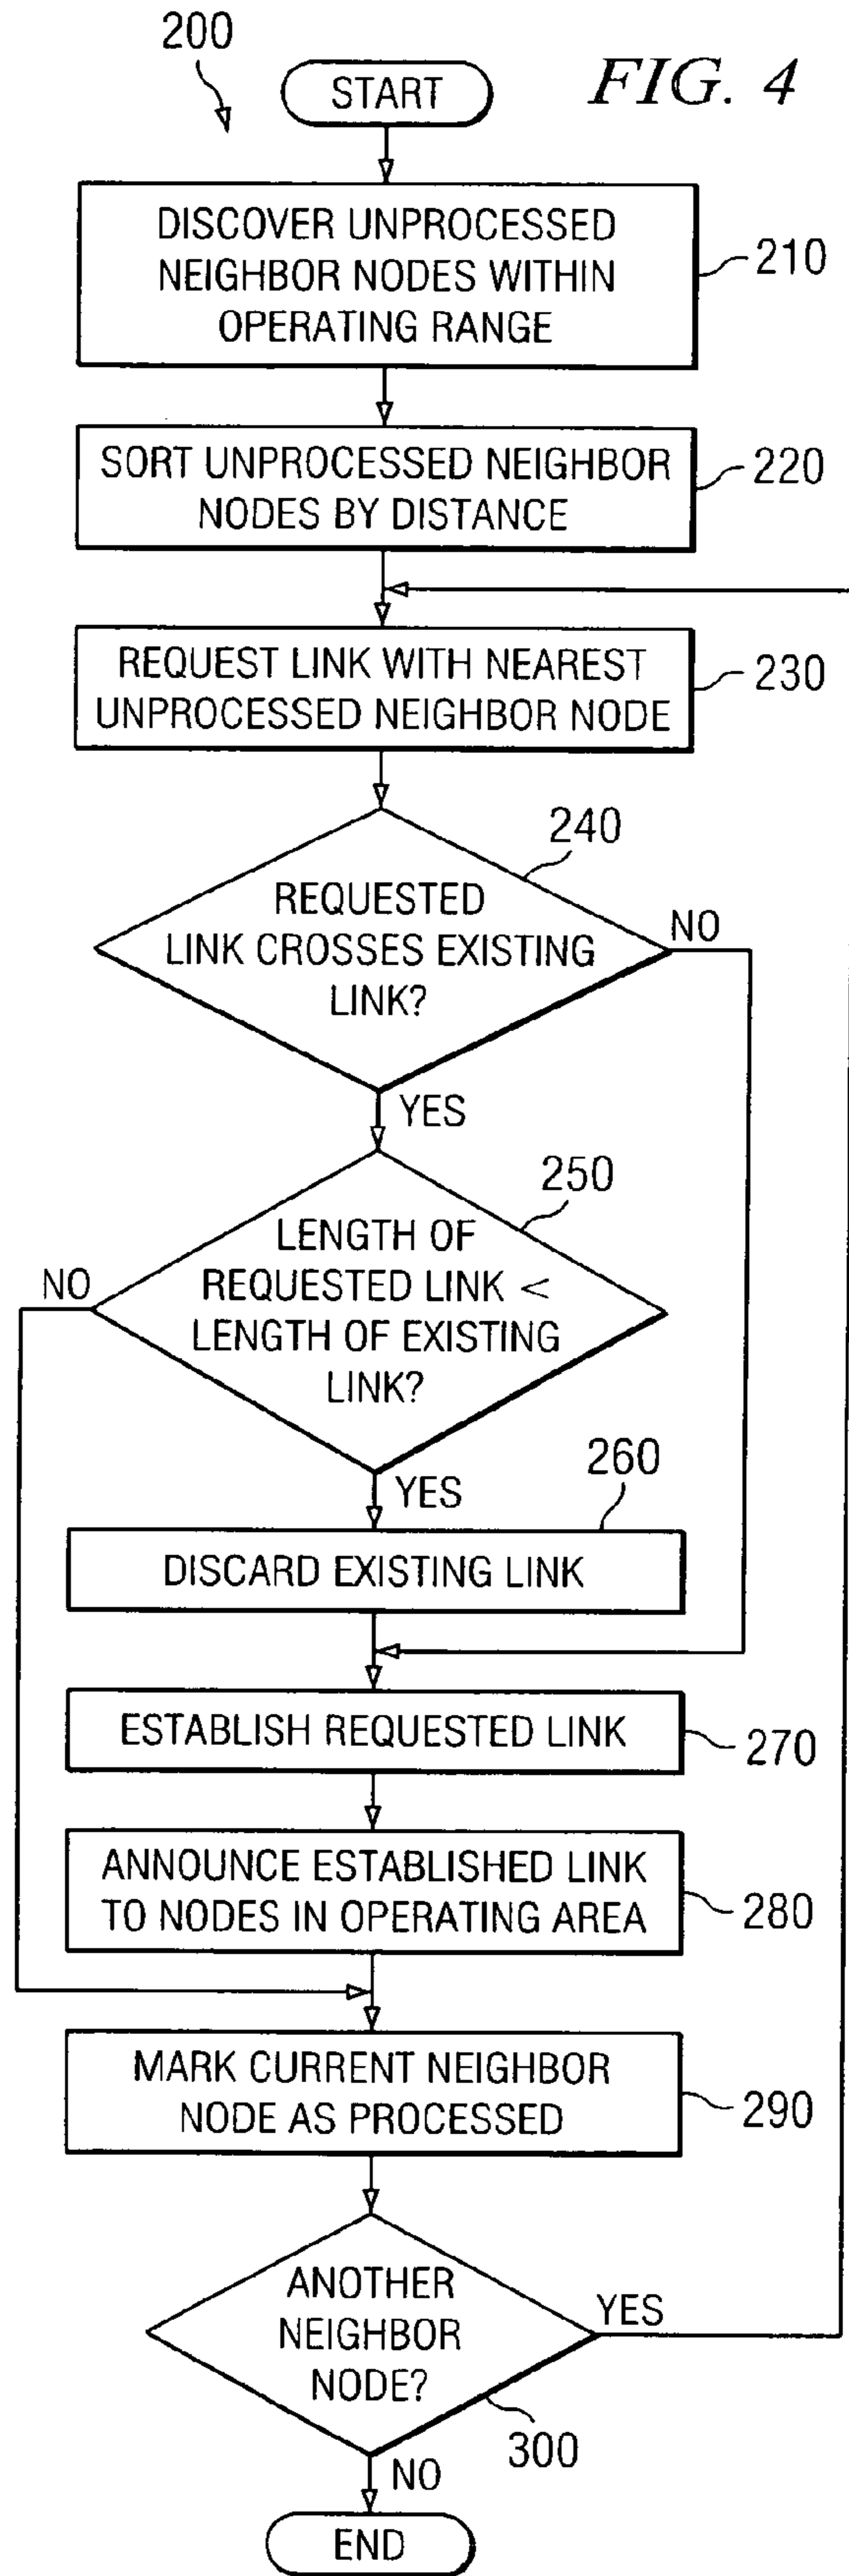 200
START
FIG. 4
DISCOVER UNPROCESSED
NEIGHBOR NODES WITHIN
OPERATING RANGE
210
SORT UNPROCESSED NEIGHBOR
NODES BY DISTANCE
220
REQUEST LINK WITH NEAREST
UNPROCESSED NEIGHBOR NODE
230
240
REQUESTED
LINK CROSSES EXISTING
LINK?
NO
YES
250
LENGTH OF
REQUESTED LINK <
LENGTH OF EXISTING
LINK?
NO
YES
260
DISCARD EXISTING LINK
ESTABLISH REQUESTED LINK
270
ANNOUNCE ESTABLISHED LINK
TO NODES IN OPERATING AREA
280
MARK CURRENT NEIGHBOR
NODE AS PROCESSED
290
ANOTHER
NEIGHBOR
NODE?
YES
300
NO
END